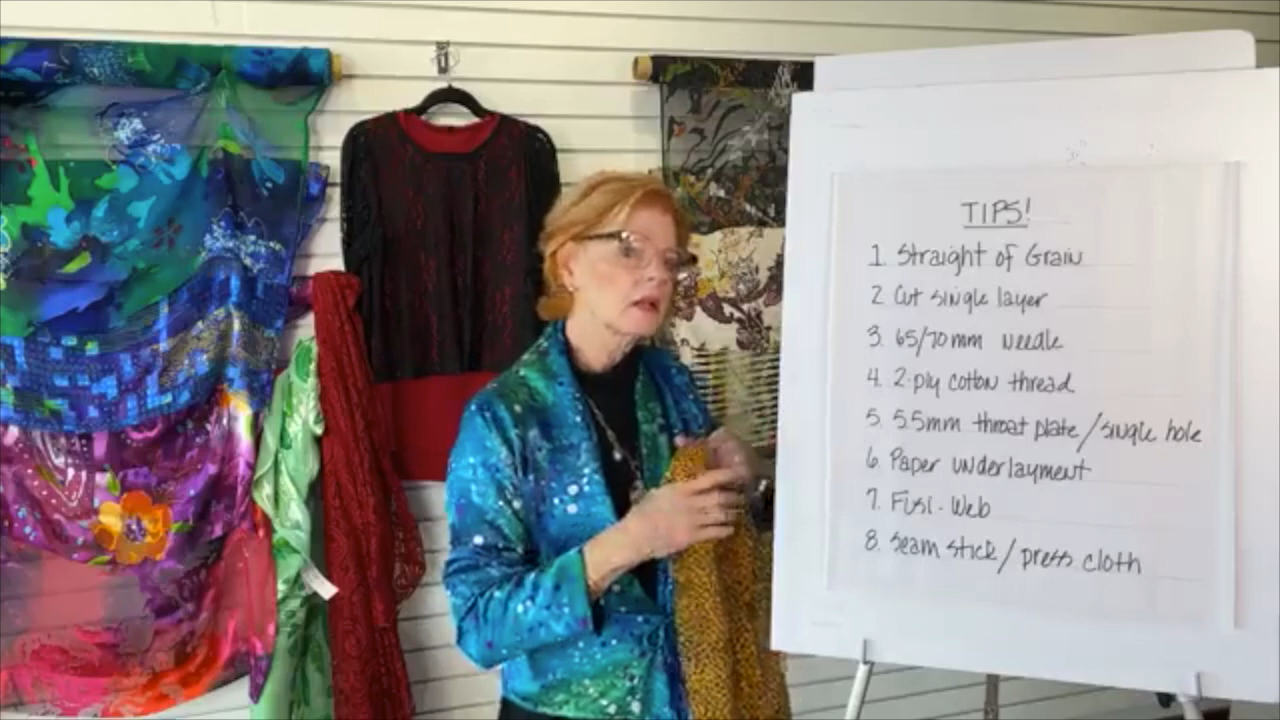 TIPS!
1. Straight of Grain
2. Cut single layer
3. 65/70mm needle
4. 2-ply cotton thread
5. 5.5mm throat plate/single hole
6. Paper underlayment
7. Fusi-Web
8. Seam stick/press cloth